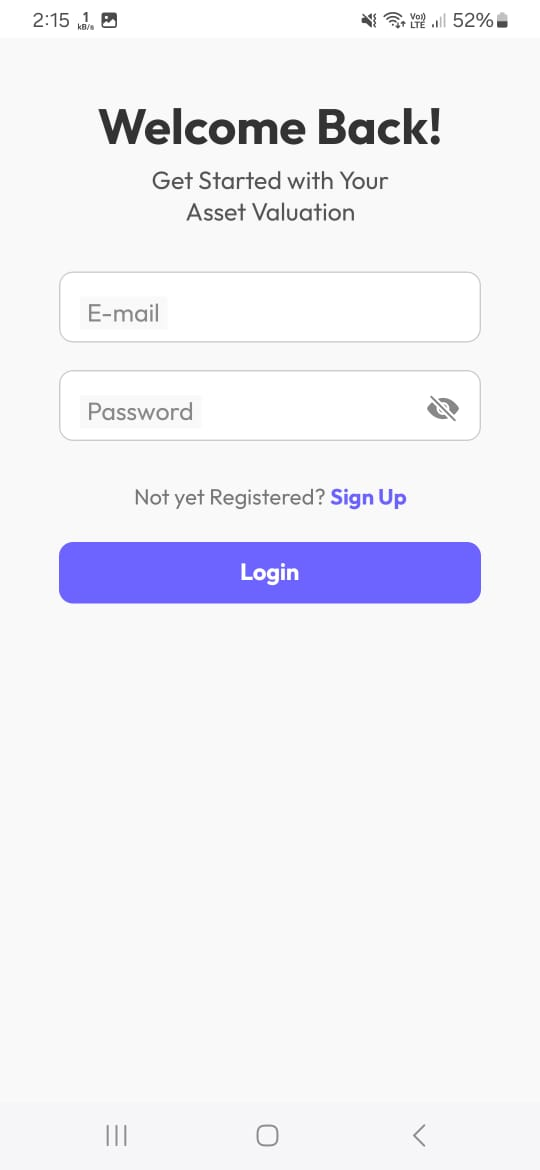 2:15 1 kB/s Vo)) LTE 52%
Welcome Back!
Get Started with Your
Asset Valuation
E-mail
Password
Not yet Registered? Sign Up
Login